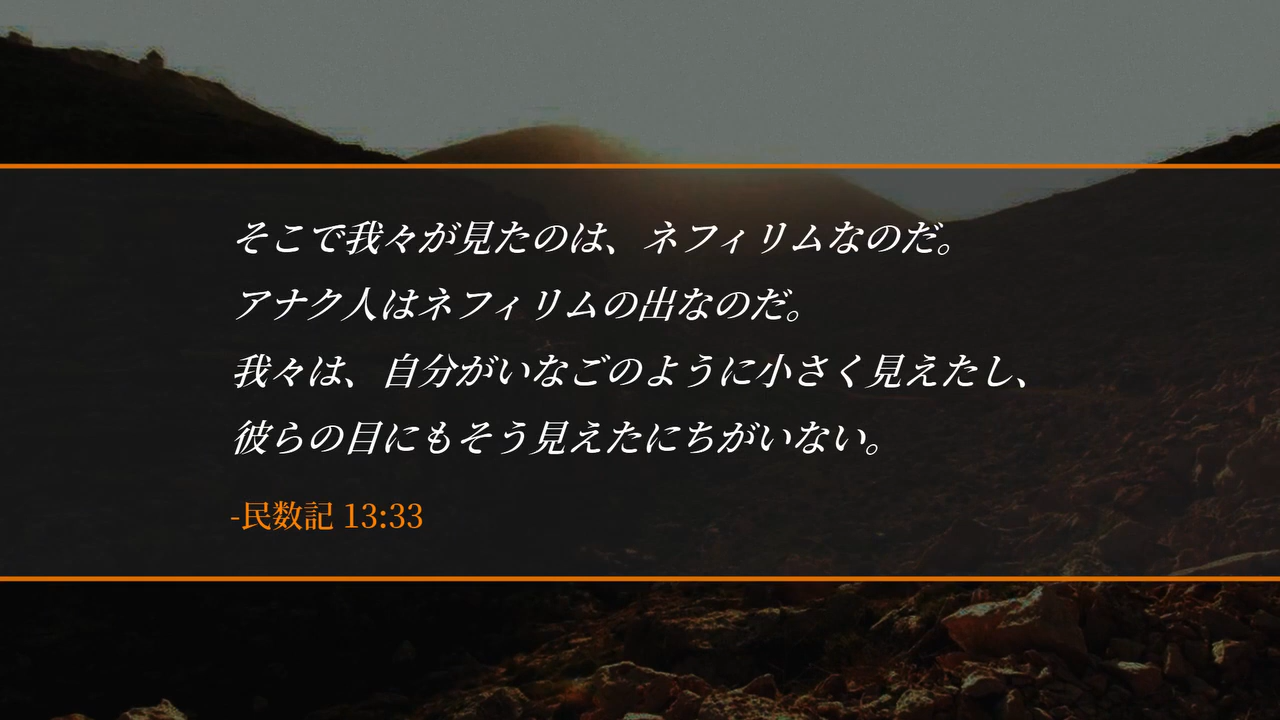 そこで我々が見たのは、ネフィリムなのだ。
アナク人はネフィリムの出なのだ。
我々は、自分がいなごのように小さく見えたし、
彼らの目にもそう見えたにちがいない。
-民数記 13:33